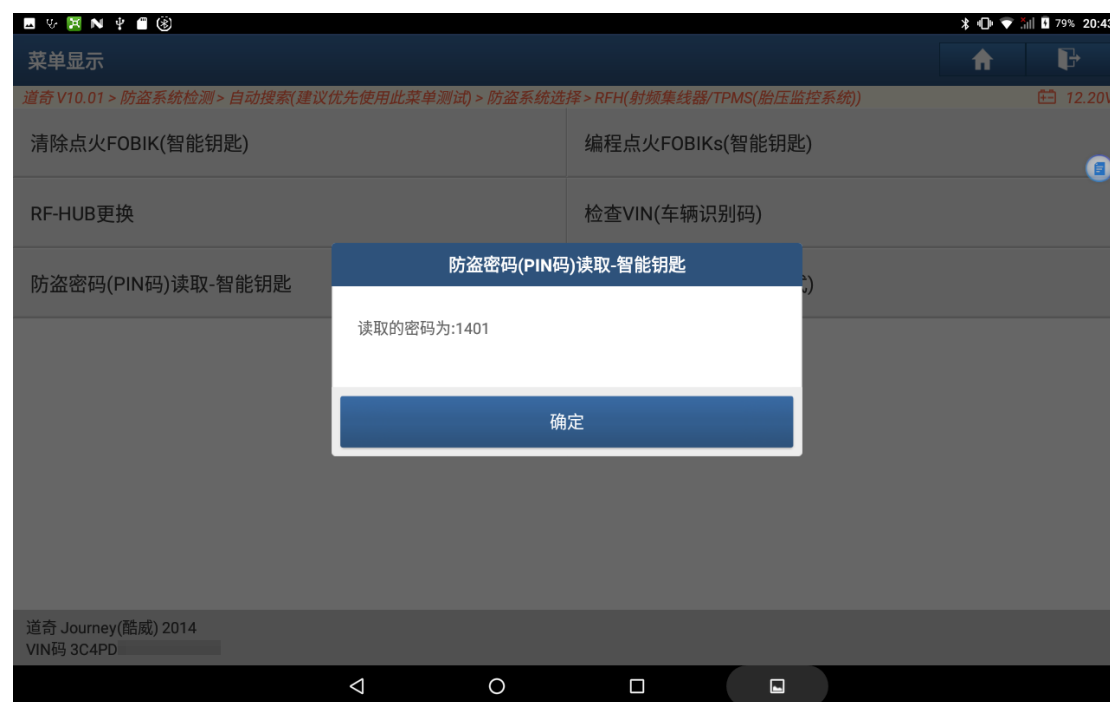 79% 20:43
菜单显示
道奇 V10.01 > 防盗系统检测 > 自动搜索(建议优先使用此菜单测试) > 防盗系统选择 > RFH(射频集线器/TPMS(胎压监控系统)) 12.20V
清除点火FOBIK(智能钥匙) 编程点火FOBIKs(智能钥匙)
RF-HUB更换 检查VIN(车辆识别码)
防盗密码(PIN码)读取-智能钥匙
防盗密码(PIN码)读取-智能钥匙
读取的密码为:1401
确定
道奇 Journey(酷威) 2014
VIN码 3C4PD